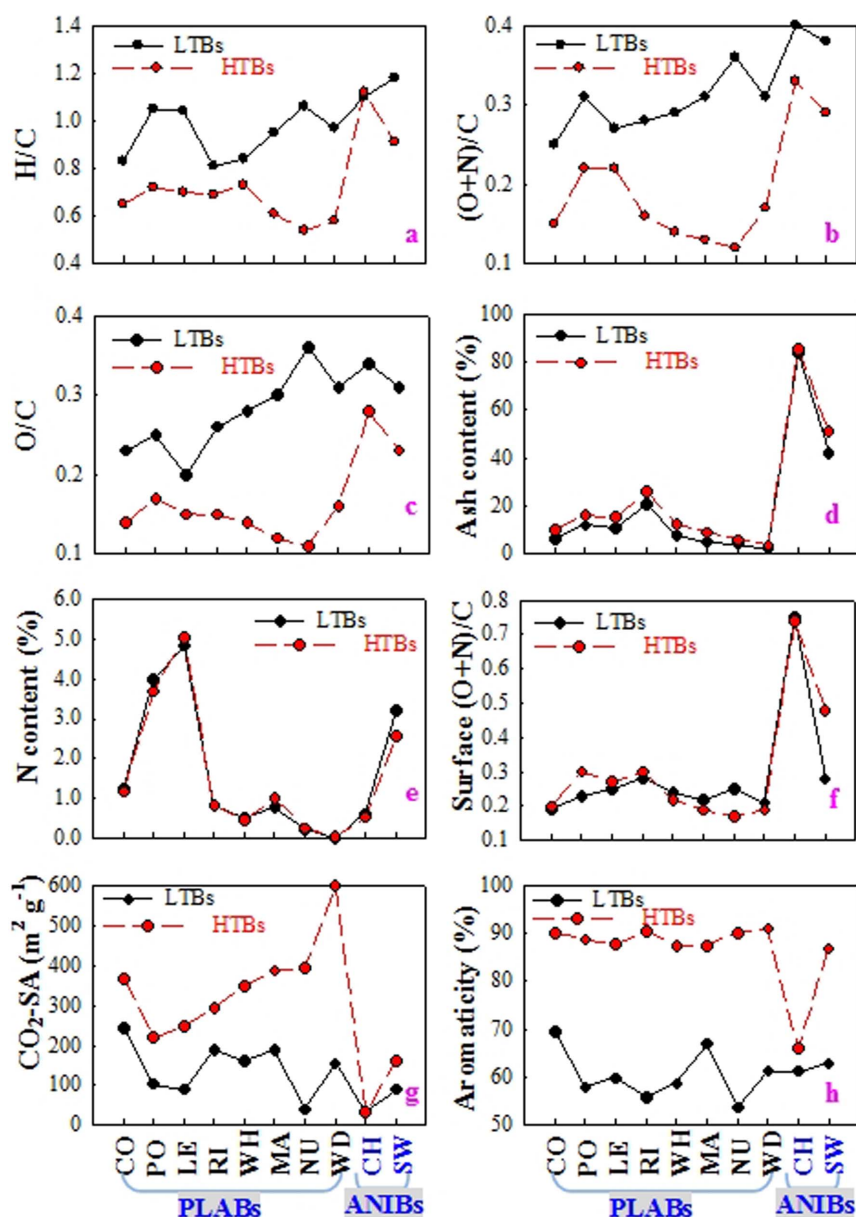 H/C
1.4
1.2
1.0
0.8
0.6
0.4
LTBs
HTBs
a
(O+N)/C
0.4
0.3
0.2
0.1
LTBs
HTBs
b
O/C
0.4
0.3
0.2
0.1
LTBs
HTBs
c
Ash content (%)
100
80
60
40
20
0
LTBs
HTBs
d
N content (%)
6.0
5.0
4.0
3.0
2.0
1.0
0.0
LTBs
HTBs
e
Surface (O+N)/C
0.8
0.7
0.6
0.5
0.4
0.3
0.2
0.1
LTBs
HTBs
f
CO₂-SA (m² g⁻¹)
600
500
400
300
200
100
0
LTBs
HTBs
g
Aromaticity (%)
100
90
80
70
60
50
LTBs
HTBs
h
CO PO LE RI WH MA NU WD CH SW
PLABs ANIBs
CO PO LE RI WH MA NU WD CH SW
PLABs ANIBs